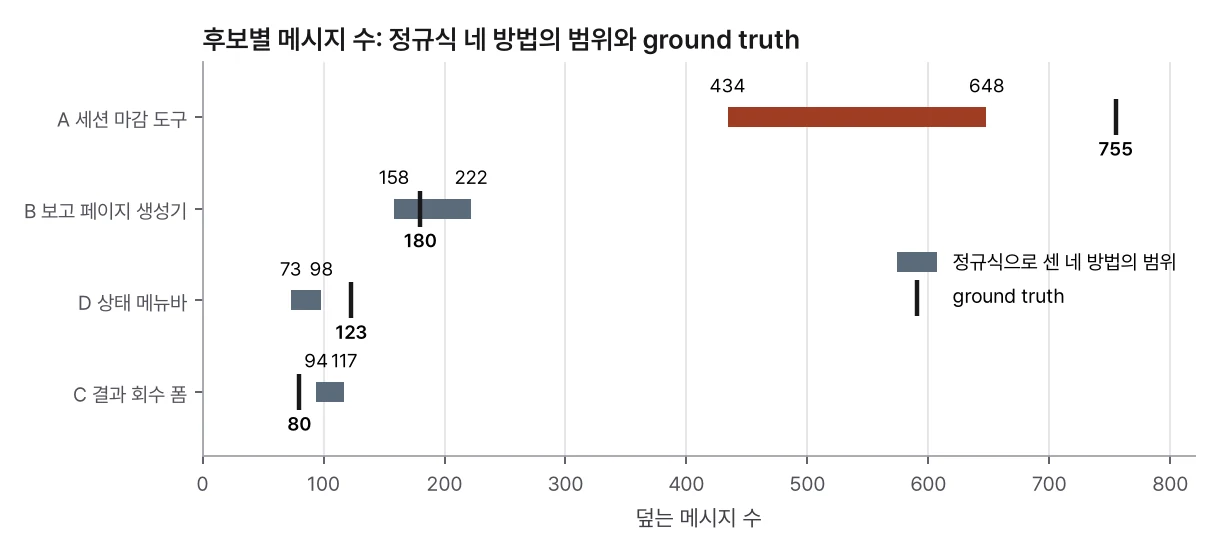 후보별 메시지 수: 정규식 네 방법의 범위와 ground truth
A 세션 마감 도구
434
648
755
B 보고 페이지 생성기
158
222
180
D 상태 메뉴바
73
98
123
C 결과 회수 폼
94
117
80
정규식으로 센 네 방법의 범위
ground truth
0
100
200
300
400
500
600
700
800
덮는 메시지 수